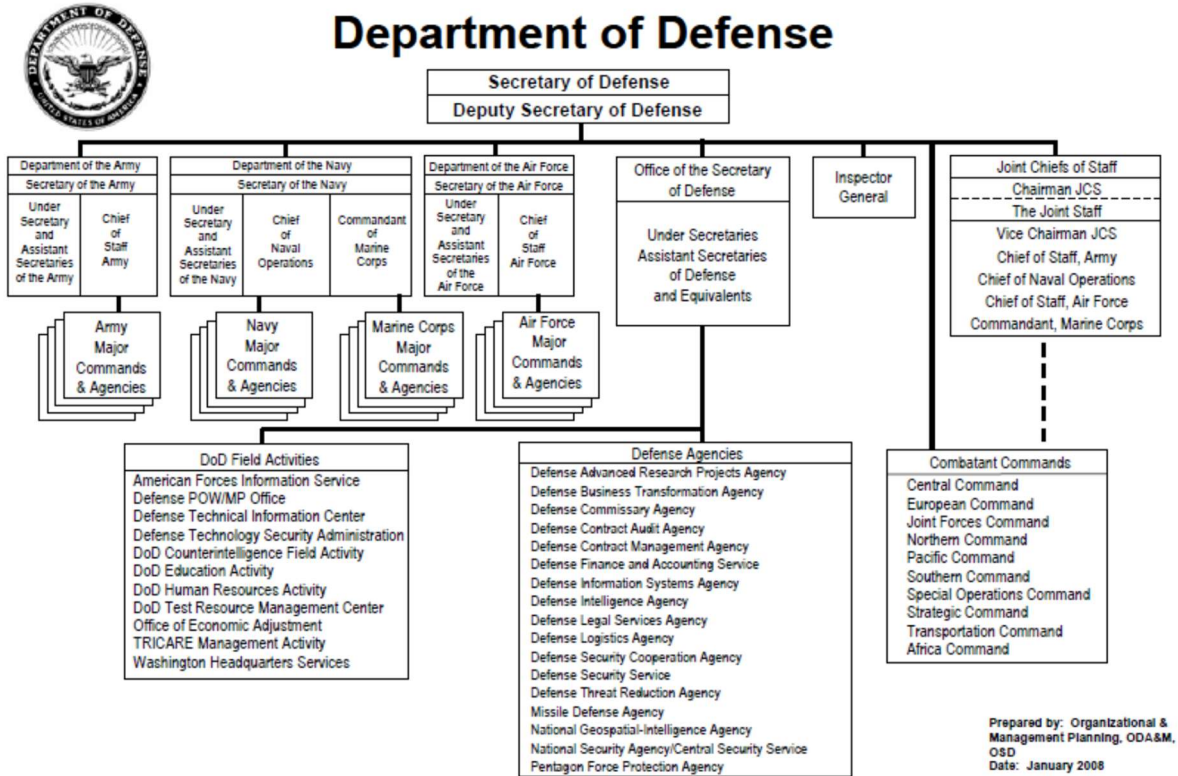 DEPARTMENT OF DEFENSE
UNITED STATES OF AMERICA
Department of Defense
Secretary of Defense
Deputy Secretary of Defense
Department of the Army
Secretary of the Army
Under
Secretary
and
Assistant
Secretaries
of the Army
Chief
of
Staff
Army
Army
Major
Commands
& Agencies
Department of the Navy
Secretary of the Navy
Under
Secretary
and
Assistant
Secretaries
of the Navy
Chief
of
Naval
Operations
Commandant
of
Marine
Corps
Navy
Major
Commands
& Agencies
Marine Corps
Major
Commands
& Agencies
Department of the Air Force
Secretary of the Air Force
Under
Secretary
and
Assistant
Secretaries
of the
Air Force
Chief
of
Staff
Air Force
Air Force
Major
Commands
& Agencies
Office of the Secretary
of Defense
Under Secretaries
Assistant Secretaries
of Defense
and Equivalents
Inspector
General
Joint Chiefs of Staff
Chairman JCS
The Joint Staff
Vice Chairman JCS
Chief of Staff, Army
Chief of Naval Operations
Chief of Staff, Air Force
Commandant, Marine Corps
DoD Field Activities
American Forces Information Service
Defense POW/MP Office
Defense Technical Information Center
Defense Technology Security Administration
DoD Counterintelligence Field Activity
DoD Education Activity
DoD Human Resources Activity
DoD Test Resource Management Center
Office of Economic Adjustment
TRICARE Management Activity
Washington Headquarters Services
Defense Agencies
Defense Advanced Research Projects Agency
Defense Business Transformation Agency
Defense Commissary Agency
Defense Contract Audit Agency
Defense Contract Management Agency
Defense Finance and Accounting Service
Defense Information Systems Agency
Defense Intelligence Agency
Defense Legal Services Agency
Defense Logistics Agency
Defense Security Cooperation Agency
Defense Security Service
Defense Threat Reduction Agency
Missile Defense Agency
National Geospatial-Intelligence Agency
National Security Agency/Central Security Service
Pentagon Force Protection Agency
Combatant Commands
Central Command
European Command
Joint Forces Command
Northern Command
Pacific Command
Southern Command
Special Operations Command
Strategic Command
Transportation Command
Africa Command
Prepared by: Organizational &
Management Planning, ODA&M,
OSD
Date: January 2008